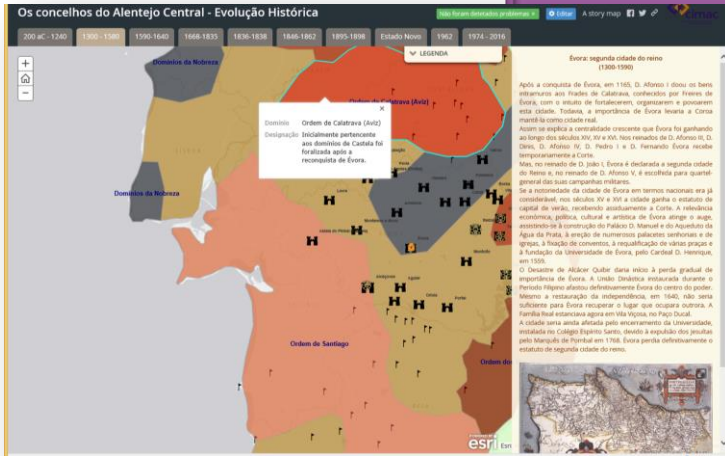 Os concelhos do Alentejo Central - Evolução Histórica
Não foram detetados problemas
Editar
A story map
cimac
200 aC - 1240
1300 - 1590
1590-1640
1668-1835
1836-1838
1846-1862
1895-1898
Estado Novo
1962
1974 - 2016
LEGENDA
Domínios da Nobreza
Ordem de Calatrava (Aviz)
Domínio Ordem de Calatrava (Aviz)
Designação Inicialmente pertencente
aos domínios de Castela foi
foralizada após a
reconquista de Évora.
Domínios da Nobreza
Ordem de Santiago
esri
Esri
Évora: segunda cidade do reino
(1300-1590)
Após a conquista de Évora, em 1165, D. Afonso I doou os bens
intramuros aos Frades de Calatrava, conhecidos por Freires de
Évora, com o intuito de fortalecerem, organizarem e povoarem
esta cidade. Todavia, a importância de Évora levaria a Coroa
mantê-la como cidade real.
Assim se explica a centralidade crescente que Évora foi ganhando
ao longo dos séculos XIV, XV e XVI. Nos reinados de D. Afonso III, D.
Dinis, D. Afonso IV, D. Pedro I e D. Fernando Évora recebe
temporariamente a Corte.
Mas, no reinado de D. João I, Évora é declarada a segunda cidade
do Reino e, no reinado de D. Afonso V, é escolhida para quartel-
general das suas campanhas militares.
Se a notoriedade da cidade de Évora em termos nacionais era já
considerável, nos séculos XV e XVI a cidade ganha o estatuto de
capital de verão, recebendo assiduamente a Corte. A relevância
económica, política, cultural e artística de Évora atinge o auge,
assistindo-se à construção do Palácio D. Manuel e do Aqueduto da
Água da Prata, à ereção de numerosos palacetes senhoriais e de
igrejas, à fixação de conventos, à requalificação de várias praças e
à fundação da Universidade de Évora, pelo Cardeal D. Henrique,
em 1559.
O Desastre de Alcácer Quibir daria início à perda gradual de
importância de Évora. A União Dinástica instaurada durante o
Período Filipino afastou definitivamente Évora do centro do poder.
Mesmo a restauração da independência, em 1640, não seria
suficiente para Évora recuperar o lugar que ocupara outrora. A
Família Real estanciava agora em Vila Viçosa, no Paço Ducal.
A cidade seria ainda afetada pelo encerramento da Universidade,
instalada no Colégio Espírito Santo, devido à expulsão dos jesuítas
pelo Marquês de Pombal em 1768. Évora perdia definitivamente o
estatuto de segunda cidade do reino.